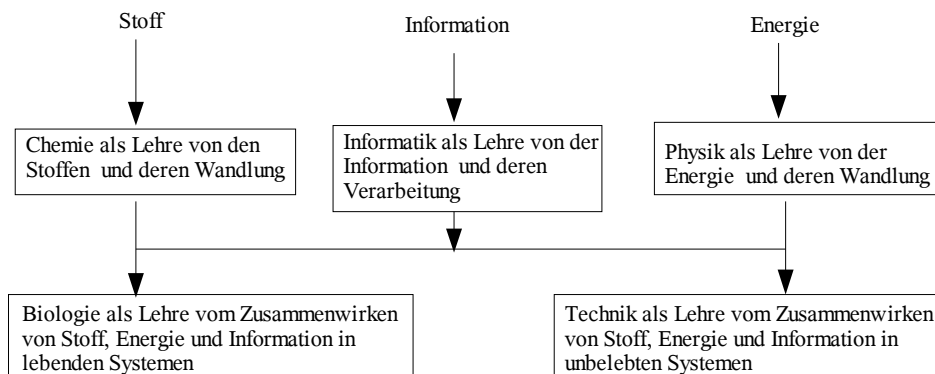 Stoff
Information
Energie
Chemie als Lehre von den
Stoffen und deren Wandlung
Informatik als Lehre von der
Information und deren
Verarbeitung
Physik als Lehre von der
Energie und deren Wandlung
Biologie als Lehre vom Zusammenwirken
von Stoff, Energie und Information in
lebenden Systemen
Technik als Lehre vom Zusammenwirken
von Stoff, Energie und Information in
unbelebten Systemen